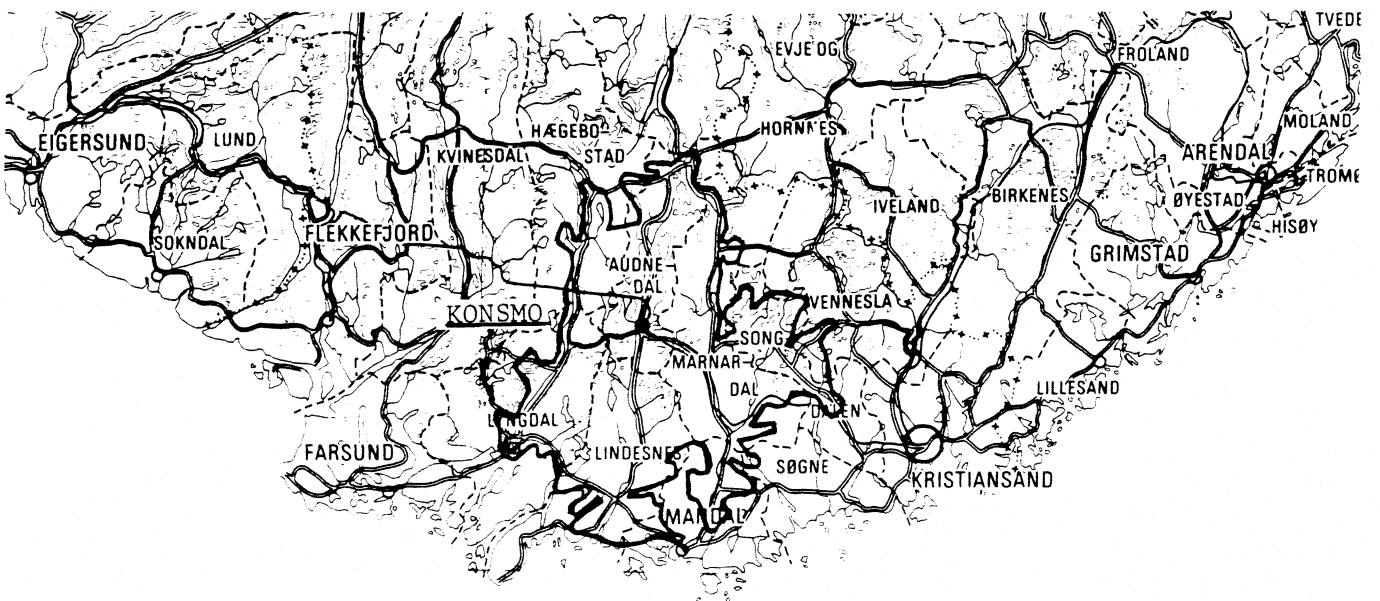 TVEDE
EVJE OG
FROLAND
HORNNES
MOLAND
EIGERSUND
LUND
HÆGEBO-
STAD
KVINESDAL
ARENDAL
TROMØ
ØYESTAD
BIRKENES
IVELAND
HISØY
FLEKKEFJORD
SOKNDAL
GRIMSTAD
AUDNE-
DAL
VENNESLA
KONSMO
SONG
MARNAR-
DAL
LILLESAND
DALEN
LYNGDAL
FARSUND
LINDESNES
SØGNE
KRISTIANSAND
MANDAL